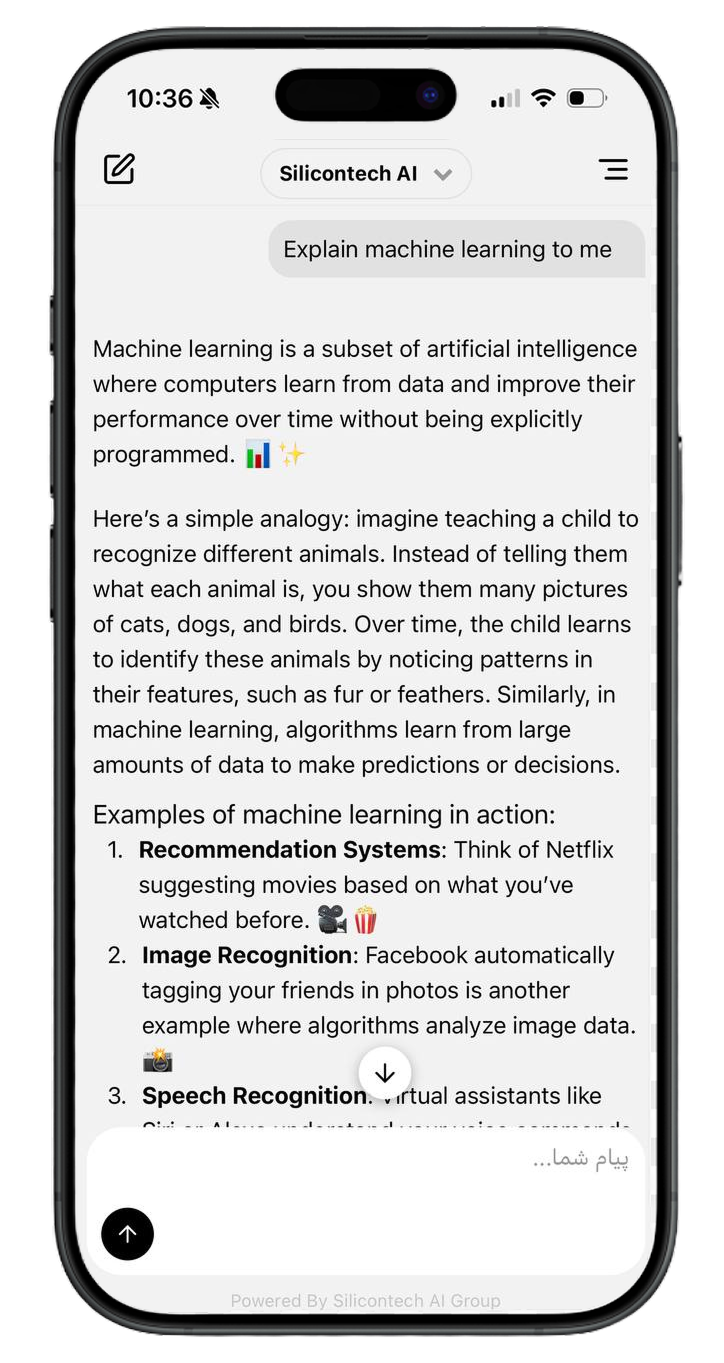 10:36
Silicontech AI
Explain machine learning to me
Machine learning is a subset of artificial intelligence
where computers learn from data and improve their
performance over time without being explicitly
programmed. 📊 ✨
Here’s a simple analogy: imagine teaching a child to
recognize different animals. Instead of telling them
what each animal is, you show them many pictures
of cats, dogs, and birds. Over time, the child learns
to identify these animals by noticing patterns in
their features, such as fur or feathers. Similarly, in
machine learning, algorithms learn from large
amounts of data to make predictions or decisions.
Examples of machine learning in action:
1. Recommendation Systems: Think of Netflix
suggesting movies based on what you’ve
watched before. 🎥 🍿
2. Image Recognition: Facebook automatically
tagging your friends in photos is another
example where algorithms analyze image data.
📸
3. Speech Recognition: Virtual assistants like
پیام شما...
Powered By Silicontech AI Group